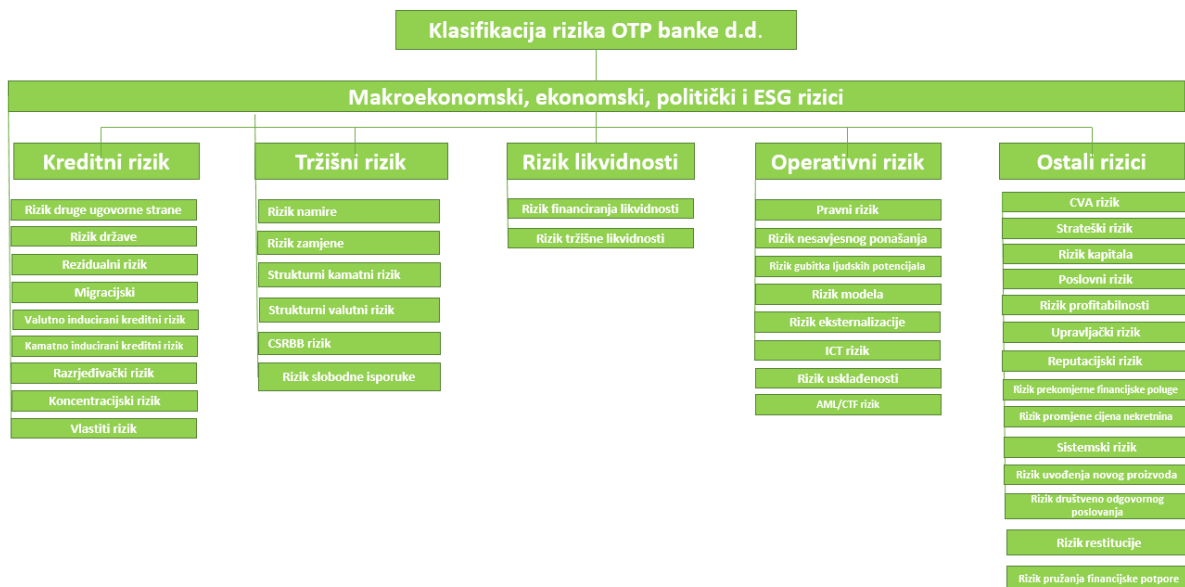 Klasifikacija rizika OTP banke d.d.
Makroekonomski, ekonomski, politički i ESG rizici
Kreditni rizik
Rizik druge ugovorne strane
Rizik države
Rezidualni rizik
Migracijski
Valutno inducirani kreditni rizik
Kamatno inducirani kreditni rizik
Razrjeđivački rizik
Koncentracijski rizik
Vlastiti rizik
Tržišni rizik
Rizik namire
Rizik zamjene
Strukturni kamatni rizik
Strukturni valutni rizik
CSRBB rizik
Rizik slobodne isporuke
Rizik likvidnosti
Rizik financiranja likvidnosti
Rizik tržišne likvidnosti
Operativni rizik
Pravni rizik
Rizik nesavjesnog ponašanja
Rizik gubitka ljudskih potencijala
Rizik modela
Rizik eksternalizacije
ICT rizik
Rizik usklađenosti
AML/CTF rizik
Ostali rizici
CVA rizik
Strateški rizik
Rizik kapitala
Poslovni rizik
Rizik profitabilnosti
Upravljački rizik
Reputacijski rizik
Rizik prekomjerne financijske poluge
Rizik promjene cijena nekretnina
Sistemski rizik
Rizik uvođenja novog proizvoda
Rizik društveno odgovornog
poslovanja
Rizik restitucije
Rizik pružanja financijske potpore